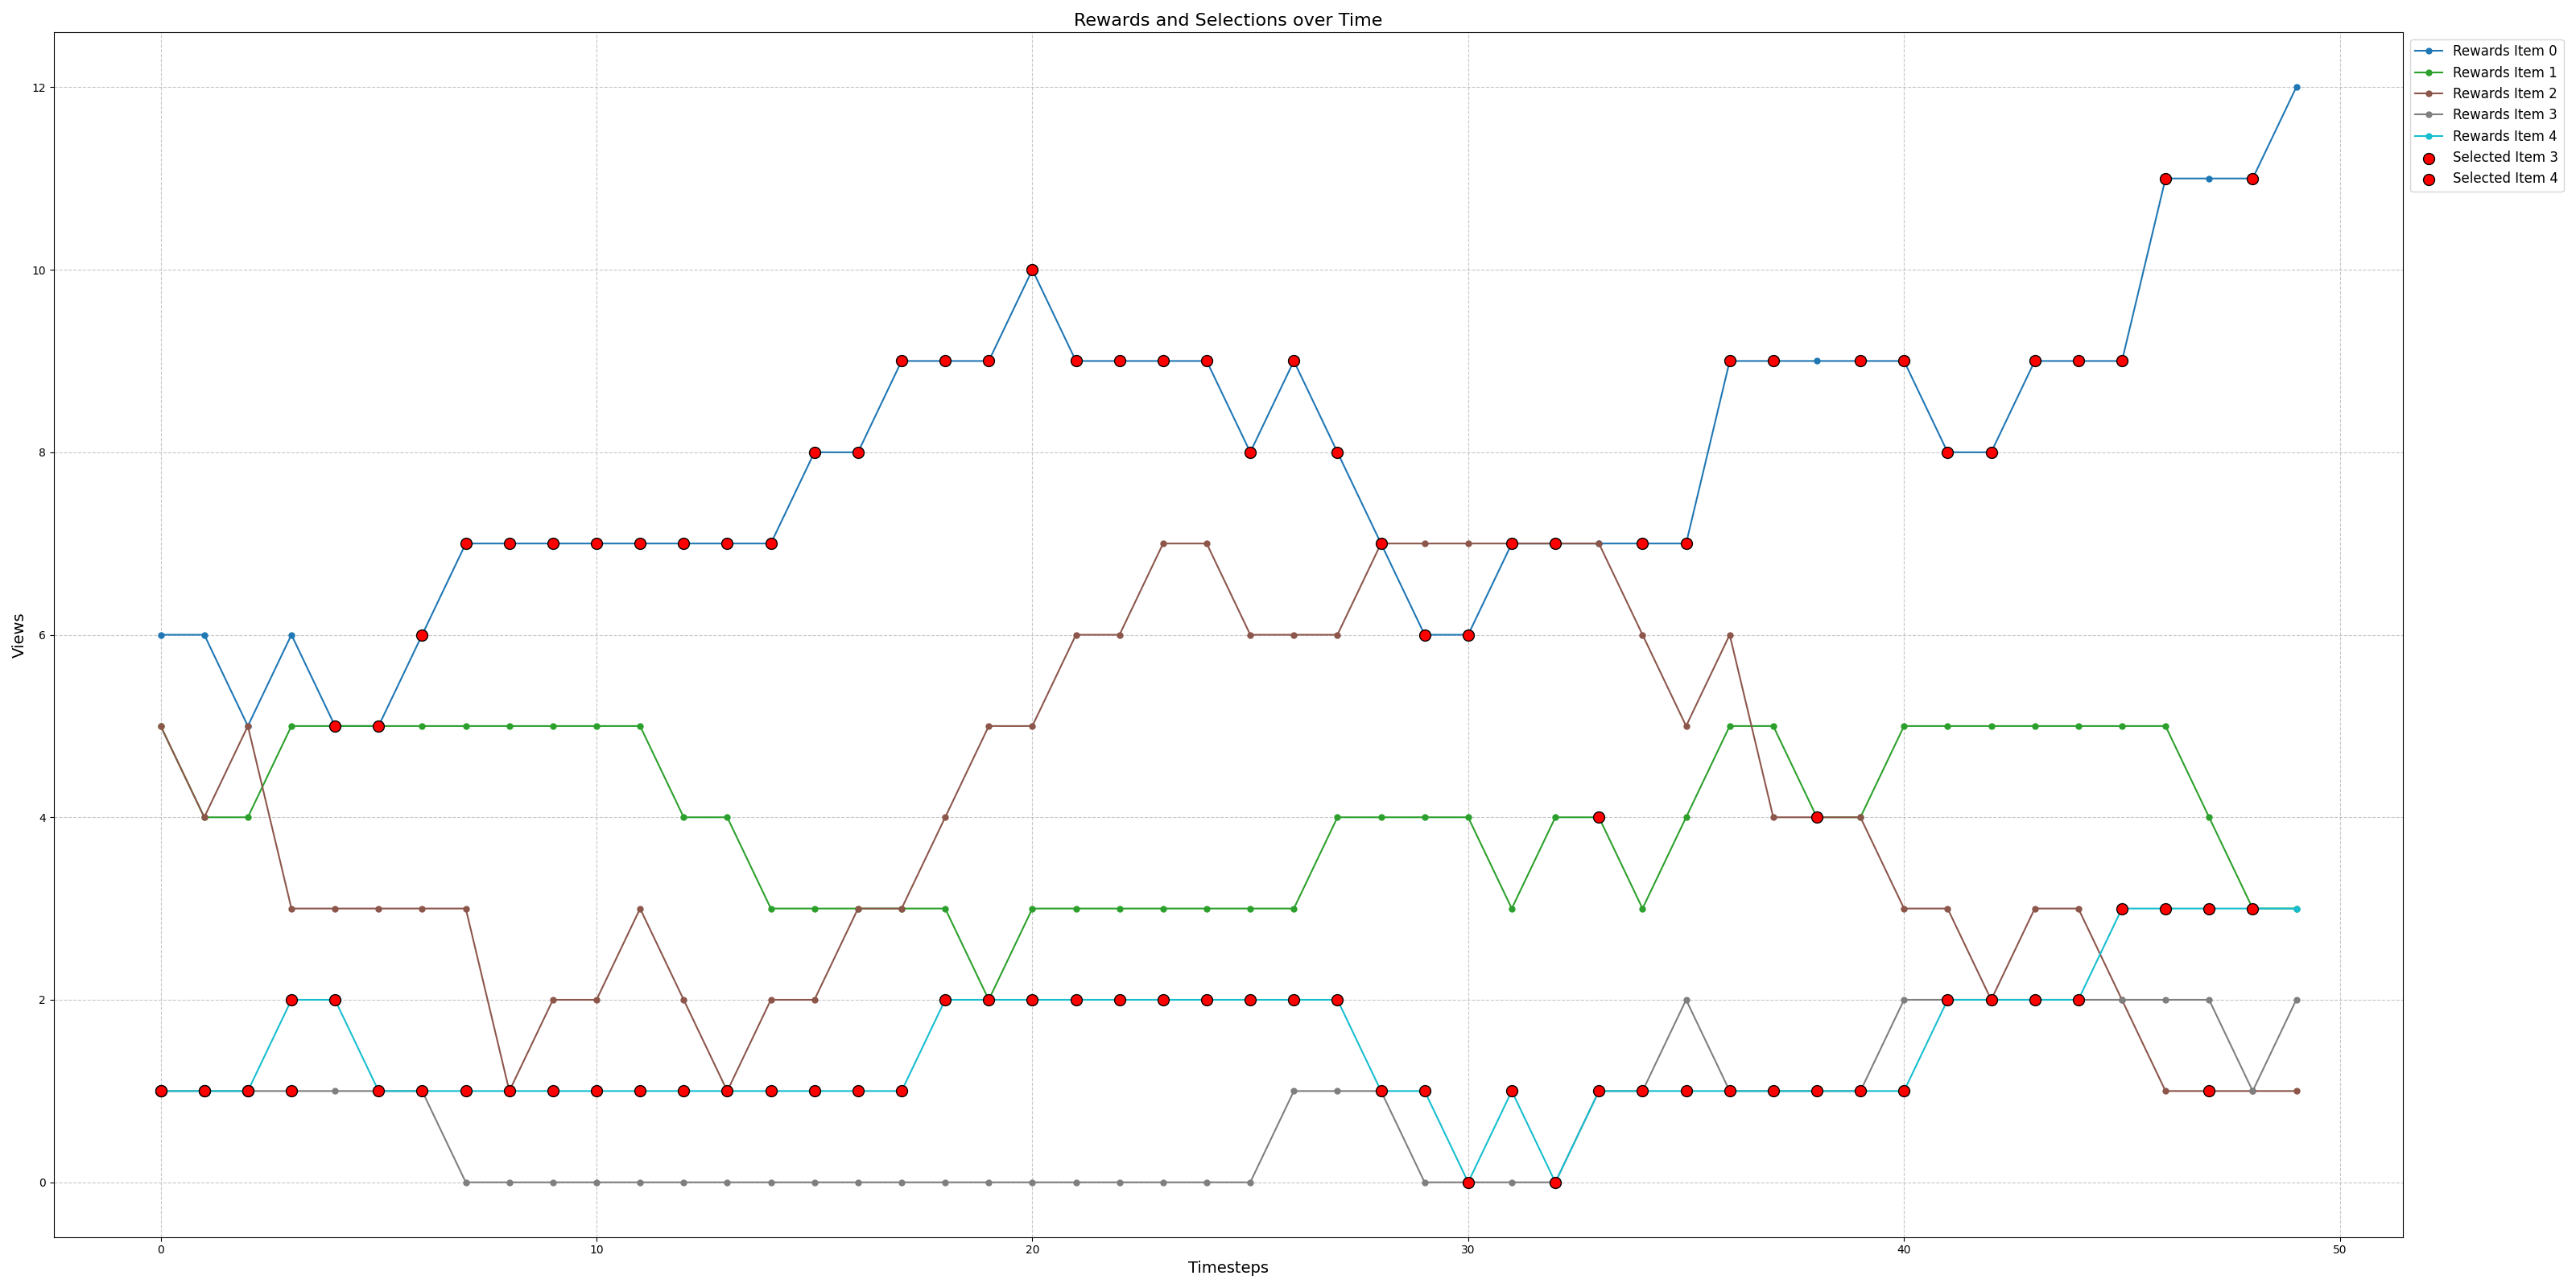 Rewards and Selections over Time
Rewards Item 0
Rewards Item 1
Rewards Item 2
Rewards Item 3
Rewards Item 4
Selected Item 3
Selected Item 4
Views
12
10
8
6
4
2
0
0 10 20 30 40 50
Timesteps